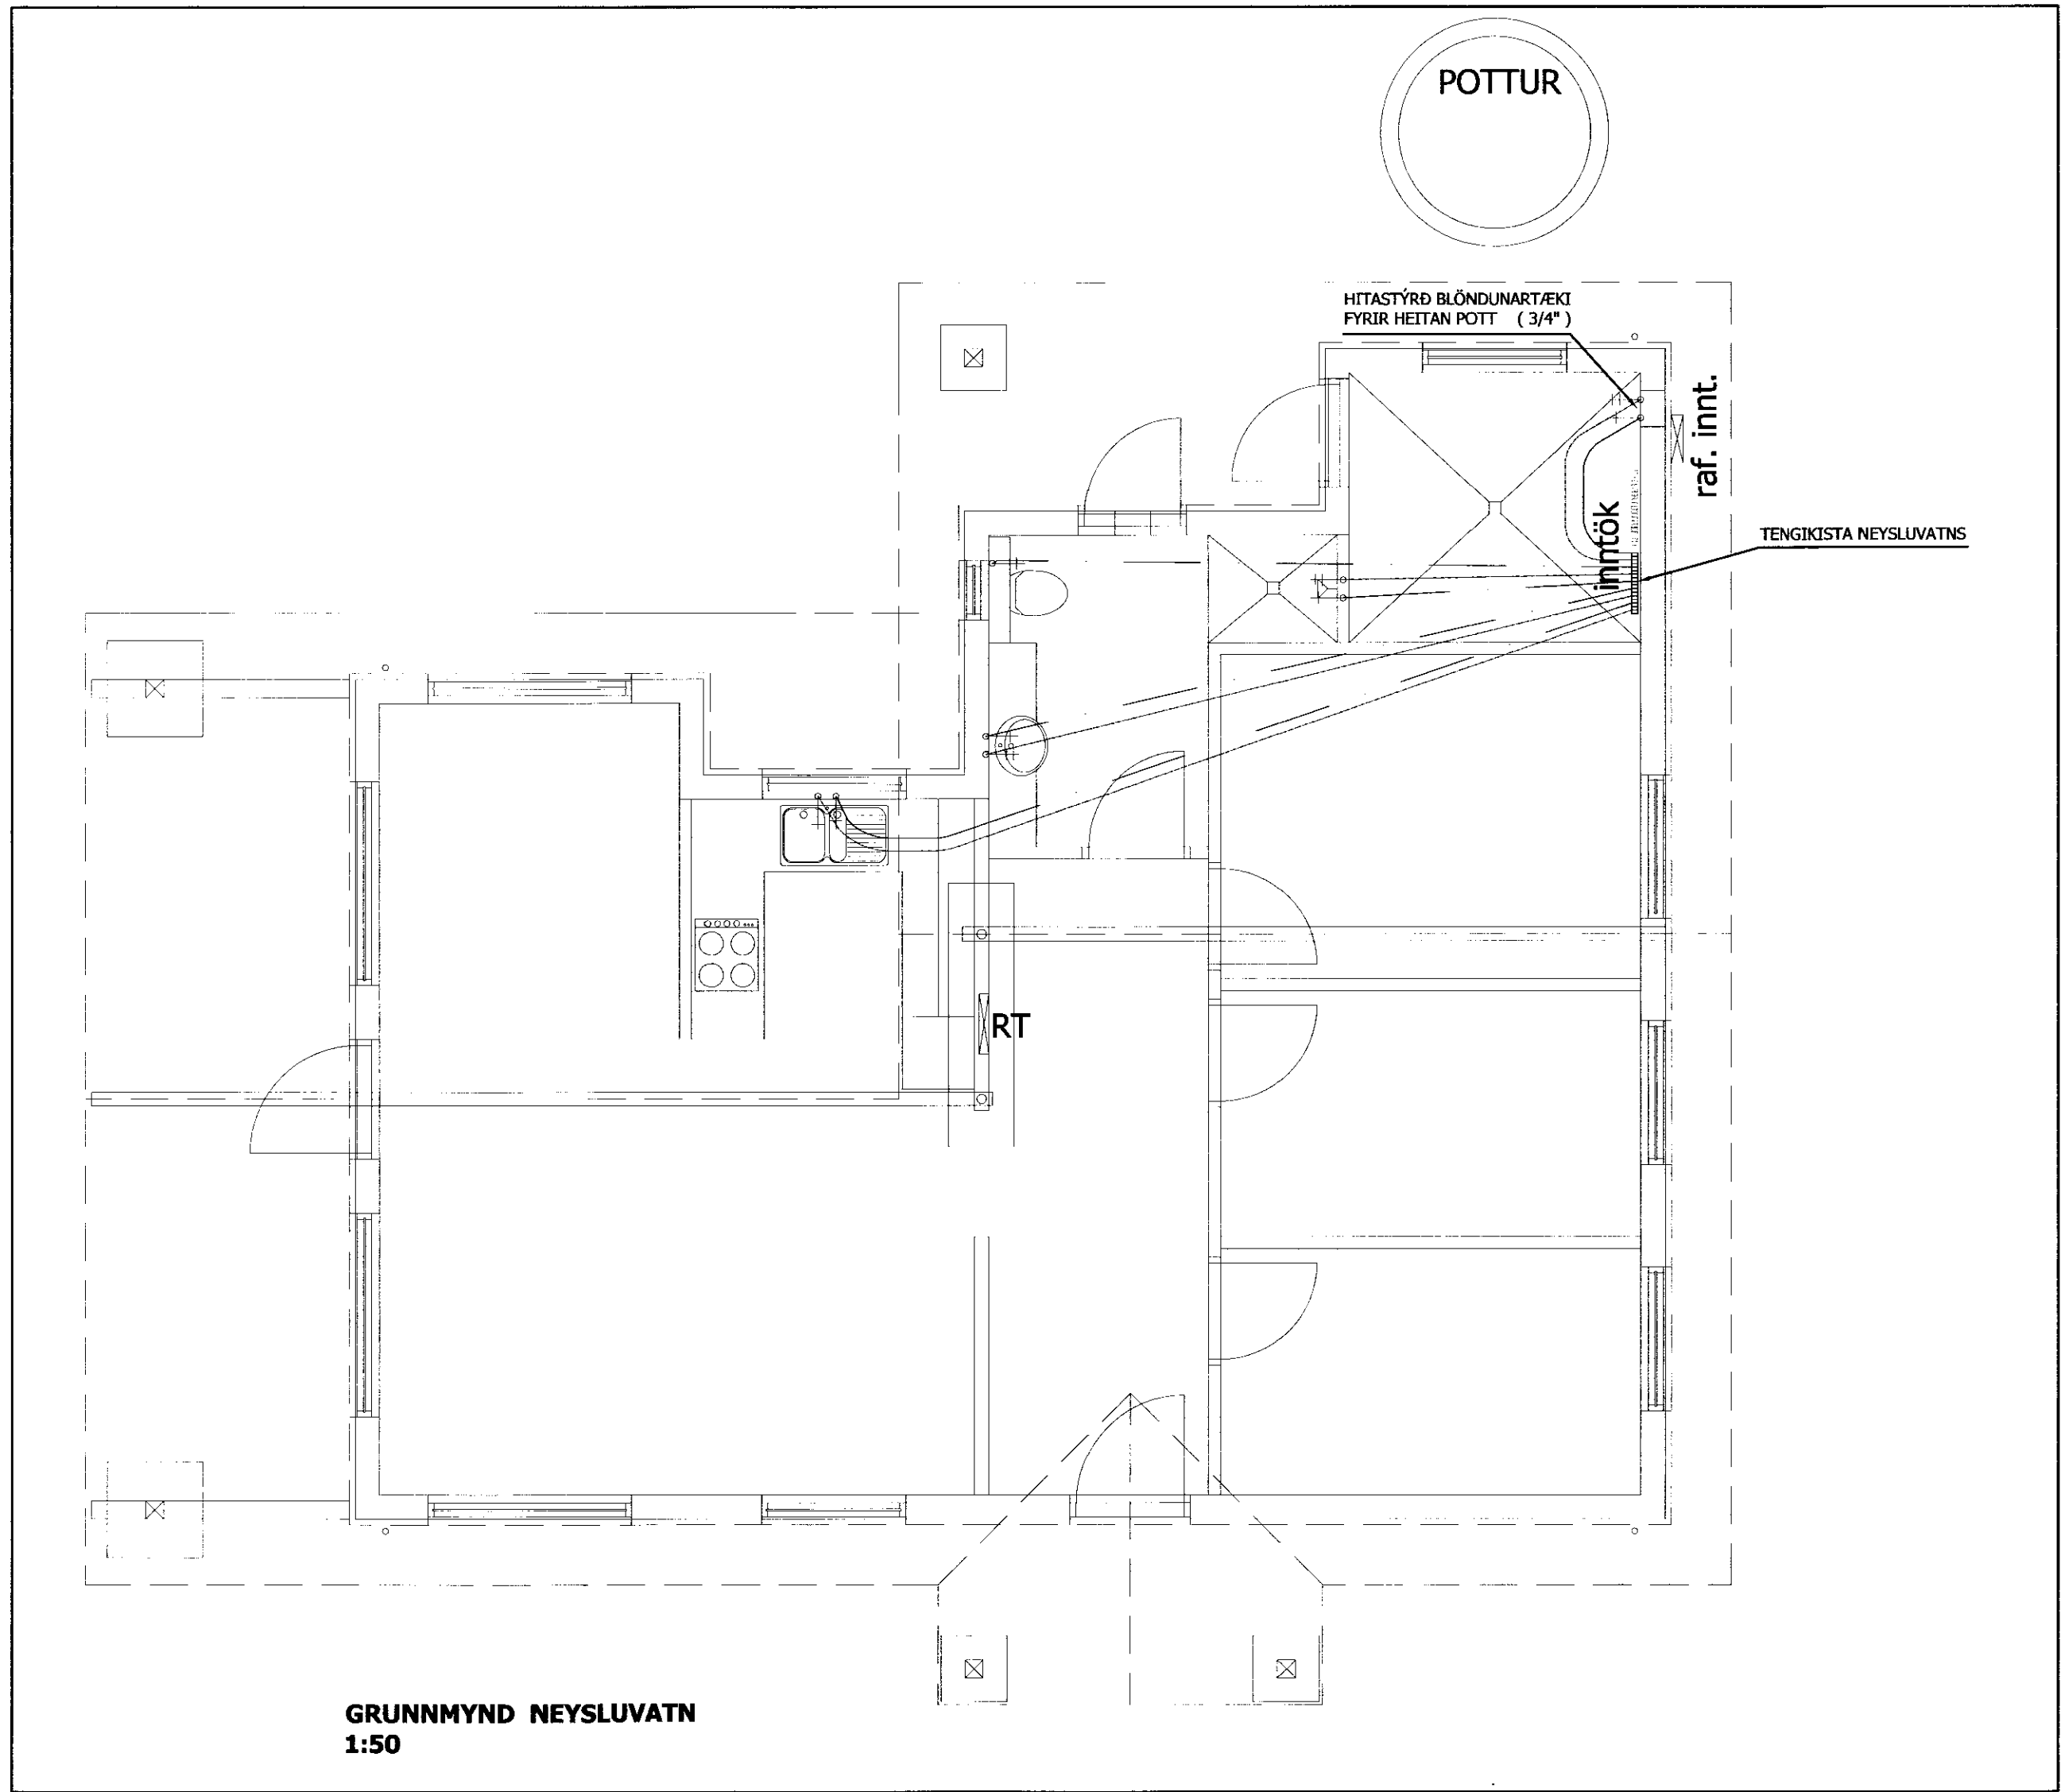 POTTUR
HITASTÝRÐ BLÖNDUNARTÆKI
FYRIR HEITAN POTT ( 3/4" )
raf. innt.
inntök
TENGIKISTA NEYSLUVATNS
RT
GRUNNMYND NEYSLUVATN
1:50